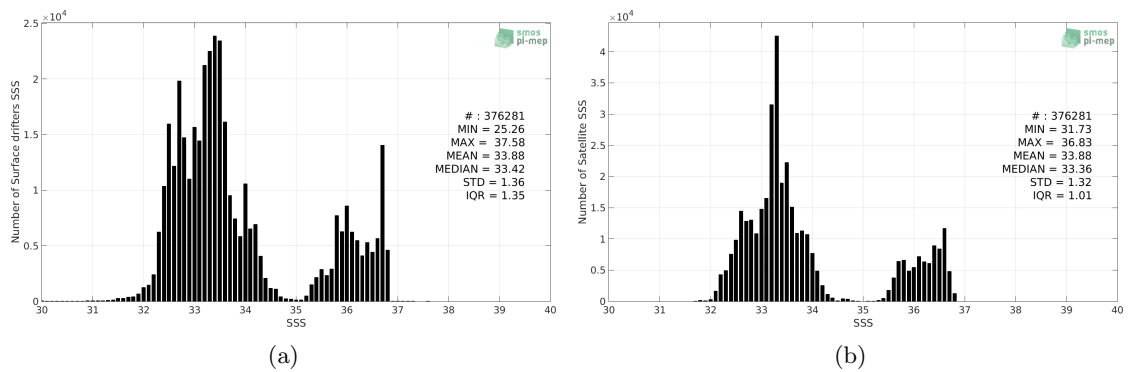 ×10⁴
2.5
2
1.5
1
0.5
0
Number of Surface drifters SSS
smos
pi-mep
# : 376281
MIN = 25.26
MAX = 37.58
MEAN = 33.88
MEDIAN = 33.42
STD = 1.36
IQR = 1.35
30 31 32 33 34 35 36 37 38 39 40
SSS
(a)
×10⁴
4
3.5
3
2.5
2
1.5
1
0.5
0
Number of Satellite SSS
smos
pi-mep
# : 376281
MIN = 31.73
MAX = 36.83
MEAN = 33.88
MEDIAN = 33.36
STD = 1.32
IQR = 1.01
30 31 32 33 34 35 36 37 38 39 40
SSS
(b)